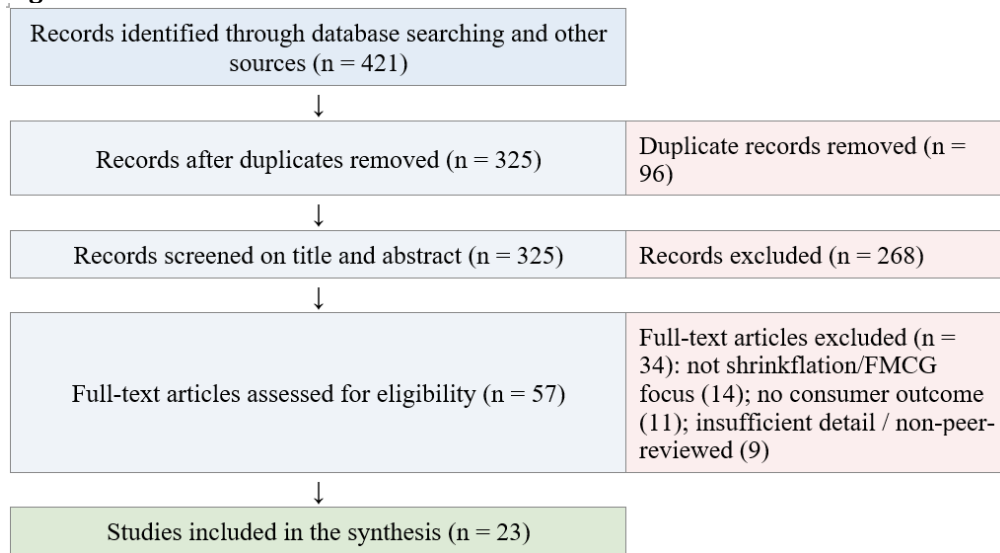 Records identified through database searching and other
sources (n = 421)
↓
Records after duplicates removed (n = 325)
Duplicate records removed (n =
96)
↓
Records screened on title and abstract (n = 325)
Records excluded (n = 268)
↓
Full-text articles assessed for eligibility (n = 57)
Full-text articles excluded (n =
34): not shrinkflation/FMCG
focus (14); no consumer outcome
(11); insufficient detail / non-peer-
reviewed (9)
↓
Studies included in the synthesis (n = 23)